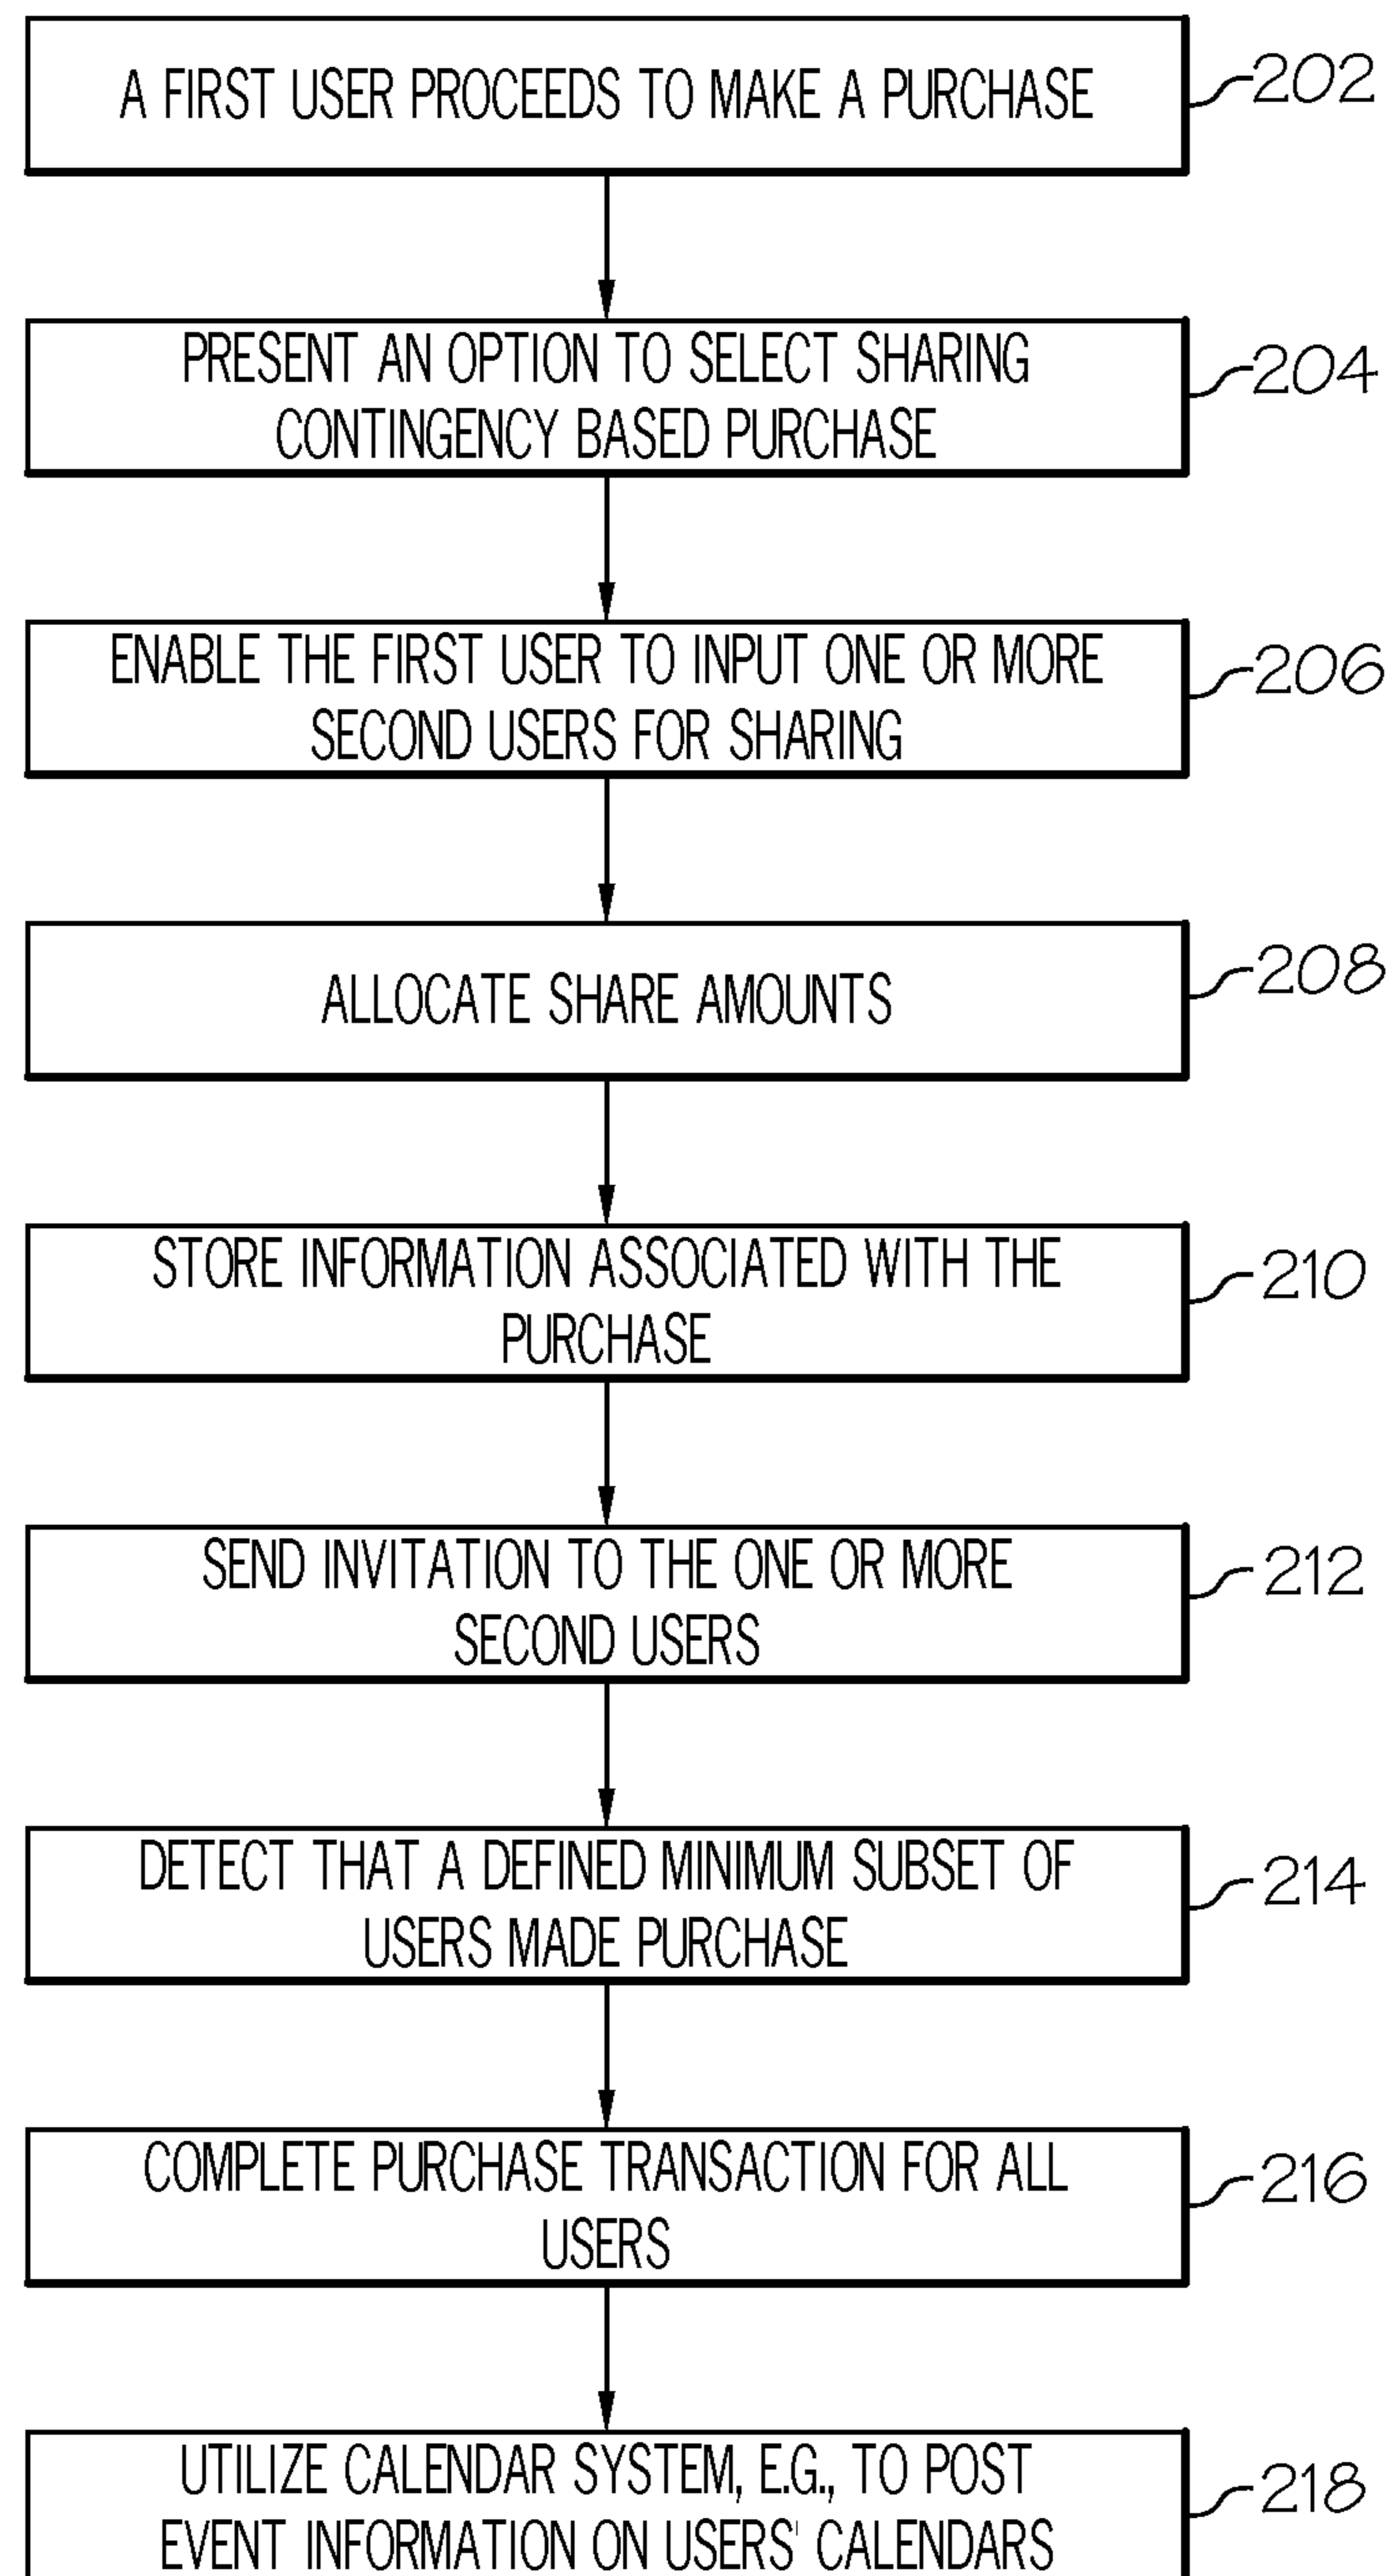 A FIRST USER PROCEEDS TO MAKE A PURCHASE
202
PRESENT AN OPTION TO SELECT SHARING
CONTINGENCY BASED PURCHASE
204
ENABLE THE FIRST USER TO INPUT ONE OR MORE
SECOND USERS FOR SHARING
206
ALLOCATE SHARE AMOUNTS
208
STORE INFORMATION ASSOCIATED WITH THE
PURCHASE
210
SEND INVITATION TO THE ONE OR MORE
SECOND USERS
212
DETECT THAT A DEFINED MINIMUM SUBSET OF
USERS MADE PURCHASE
214
COMPLETE PURCHASE TRANSACTION FOR ALL
USERS
216
UTILIZE CALENDAR SYSTEM, E.G., TO POST
EVENT INFORMATION ON USERS' CALENDARS
218